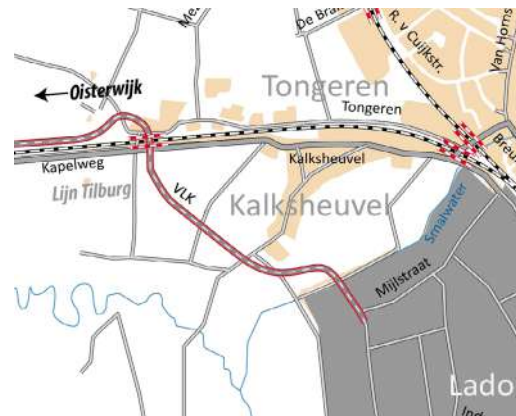 De Bra
R. v Cuijkstr.
Van Horns
Oisterwijk
Tongeren
Tongeren
Kapelweg
Kalksheuvel
Lijn Tilburg
VLK
Kalksheuvel
Smalwater
Mijlstraat
Lado